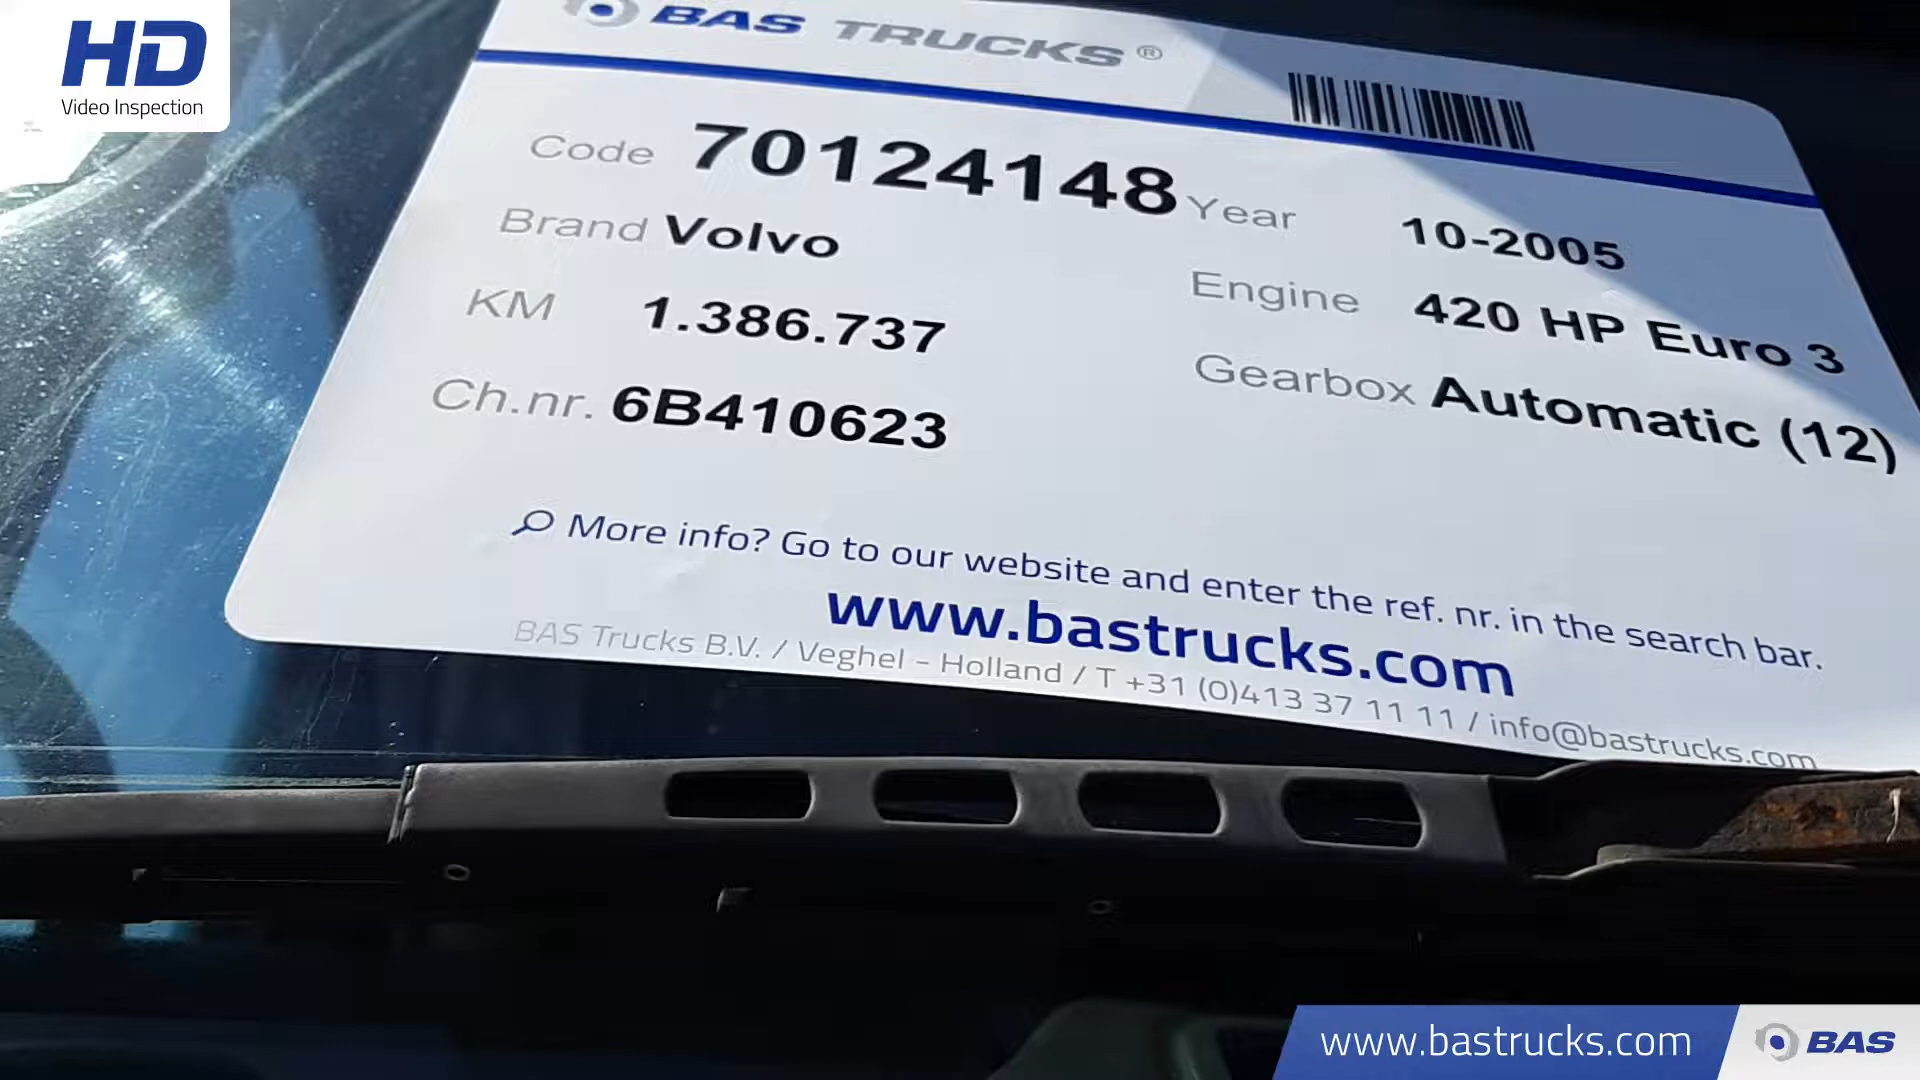 HD
Video Inspection
BAS TRUCKS®
Code 70124148
Year 10-2005
Brand Volvo
Engine 420 HP Euro 3
KM 1.386.737
Gearbox Automatic (12)
Ch.nr. 6B410623
More info? Go to our website and enter the ref. nr. in the search bar.
www.bastrucks.com
BAS Trucks B.V. / Veghel - Holland / T +31 (0)413 37 11 11 / info@bastrucks.com
www.bastrucks.com
BAS